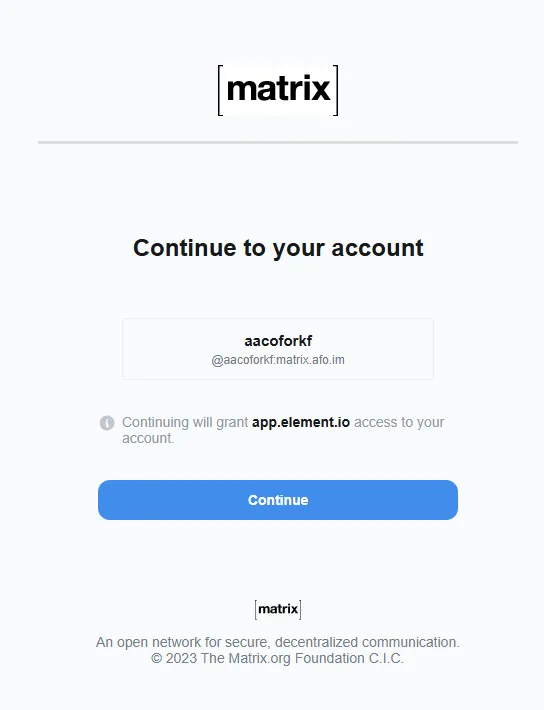 [matrix]
Continue to your account
aacoforkf
@aacoforkf:matrix.afo.im
Continuing will grant app.element.io access to your
account.
Continue
[matrix]
An open network for secure, decentralized communication.
© 2023 The Matrix.org Foundation C.I.C.